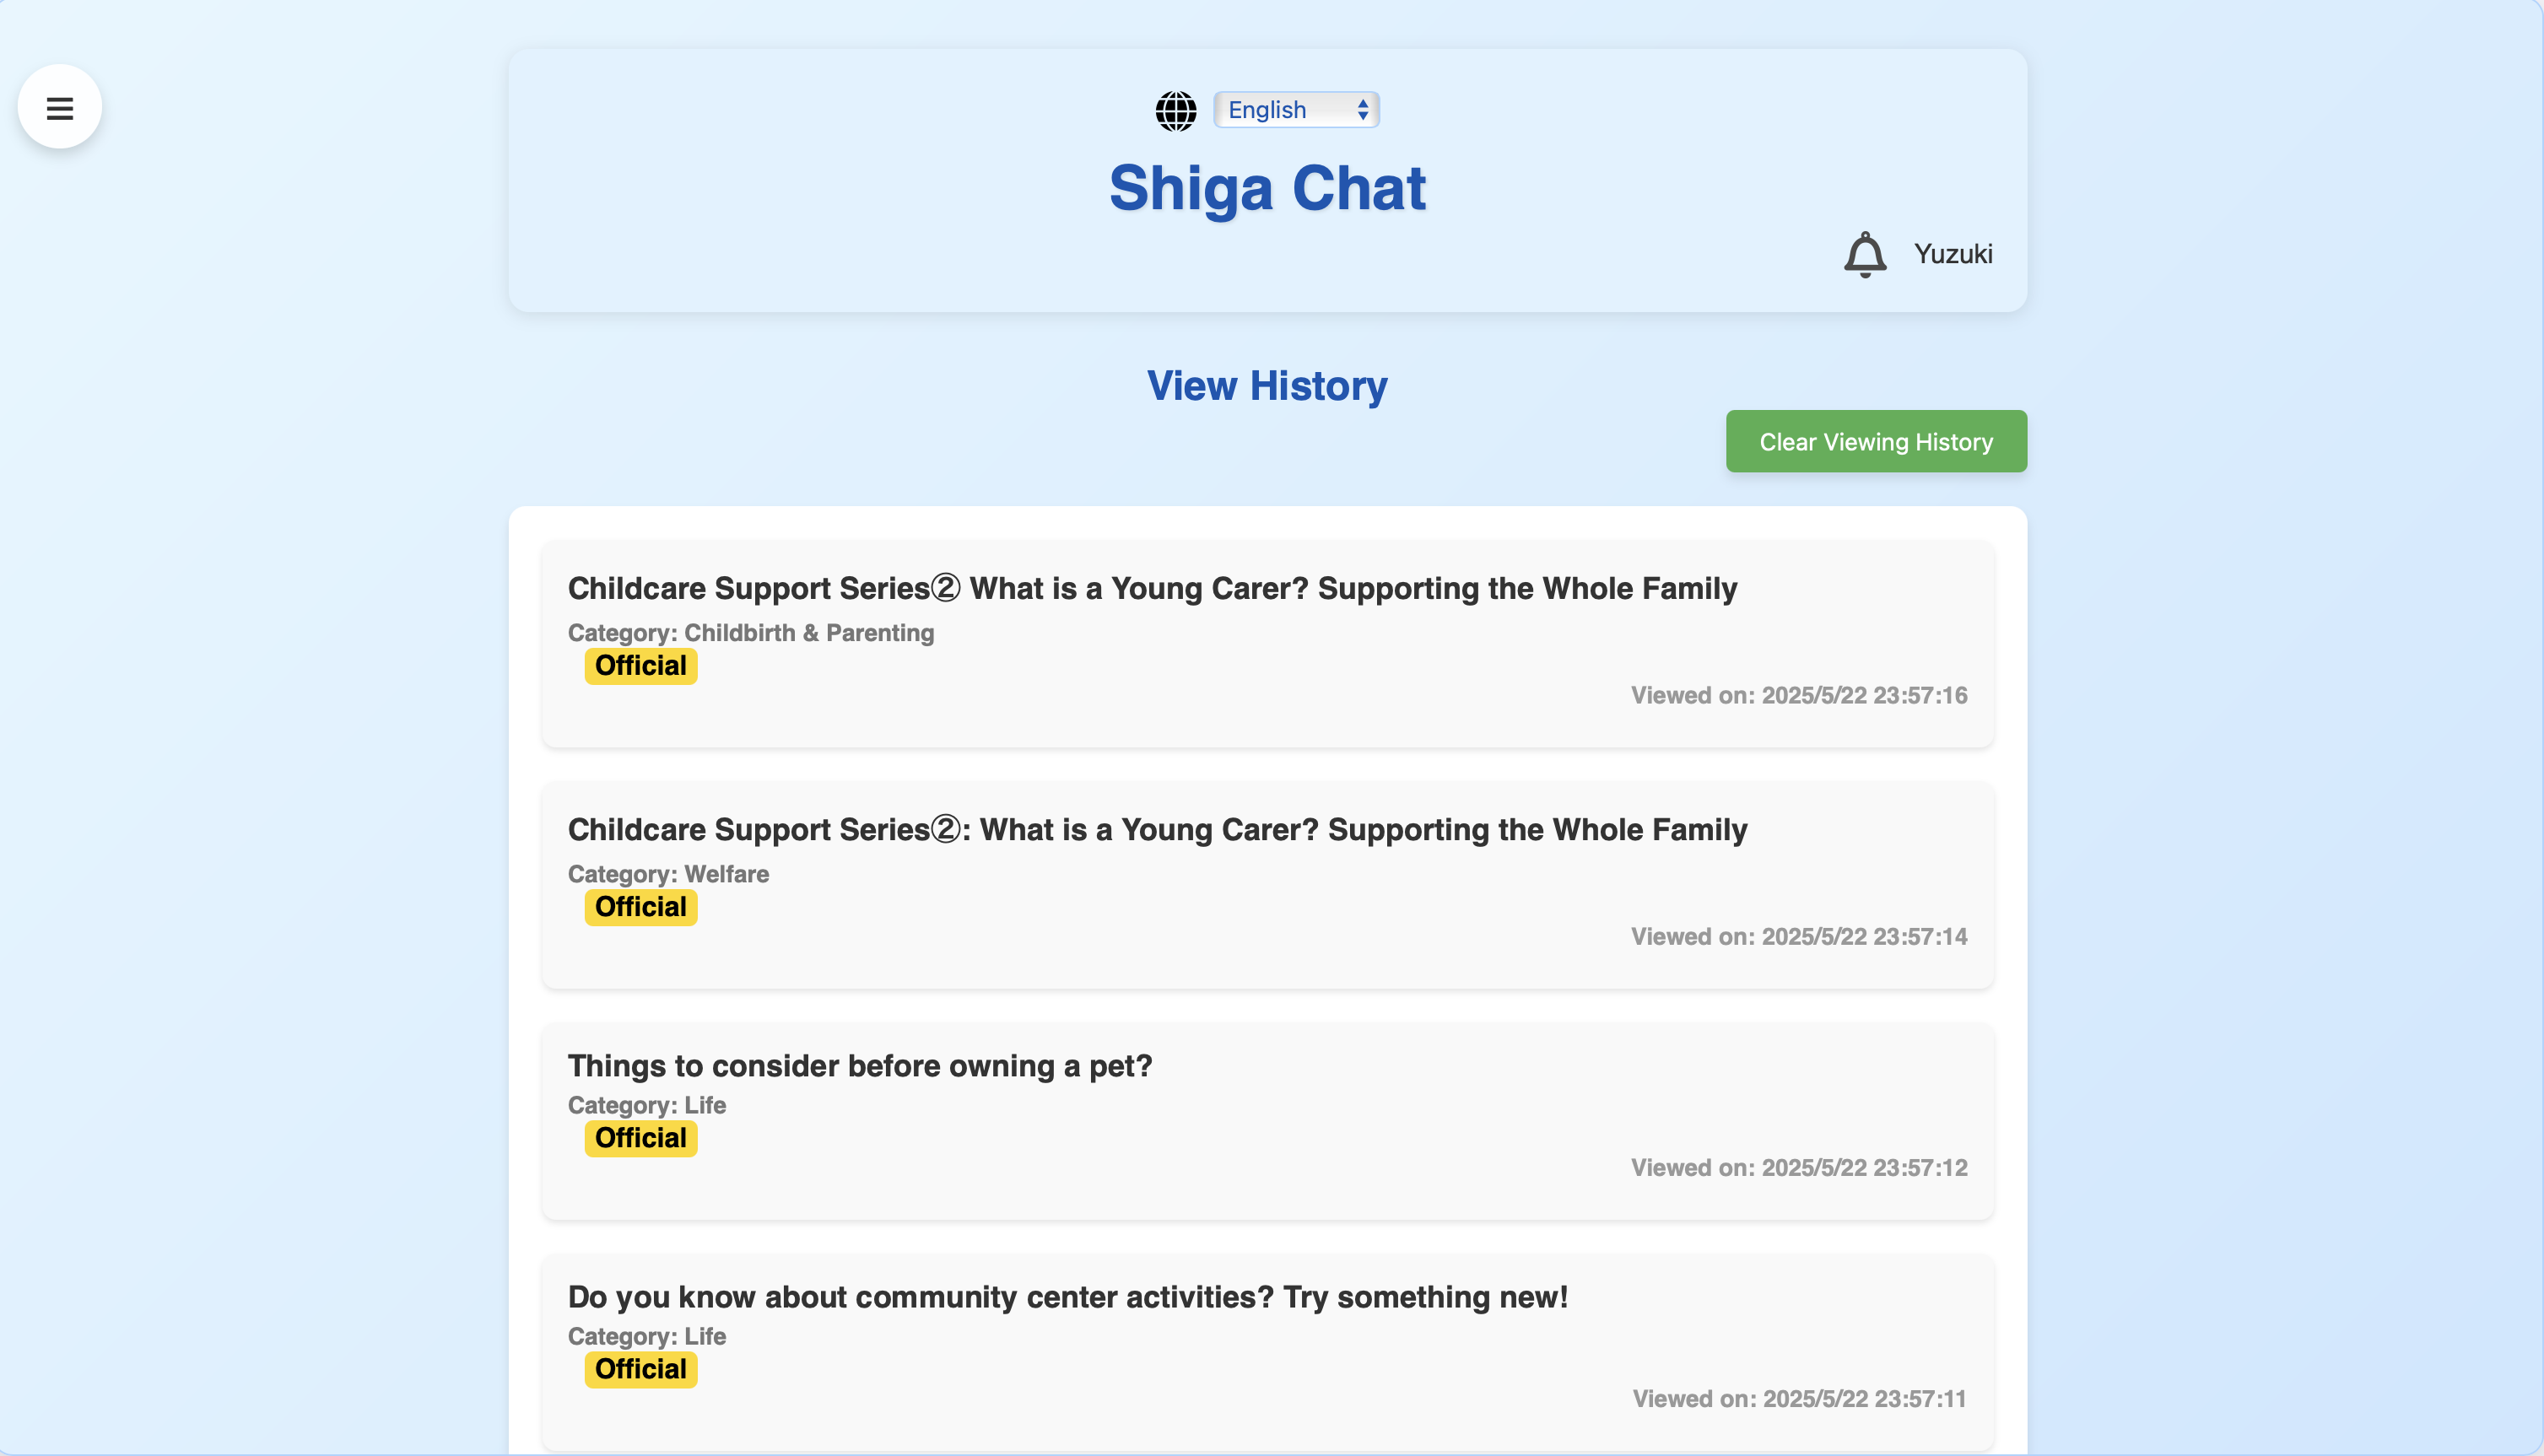 English
Shiga Chat
Yuzuki
View History
Clear Viewing History
Childcare Support Series② What is a Young Carer? Supporting the Whole Family
Category: Childbirth & Parenting
Official
Viewed on: 2025/5/22 23:57:16
Childcare Support Series②: What is a Young Carer? Supporting the Whole Family
Category: Welfare
Official
Viewed on: 2025/5/22 23:57:14
Things to consider before owning a pet?
Category: Life
Official
Viewed on: 2025/5/22 23:57:12
Do you know about community center activities? Try something new!
Category: Life
Official
Viewed on: 2025/5/22 23:57:11